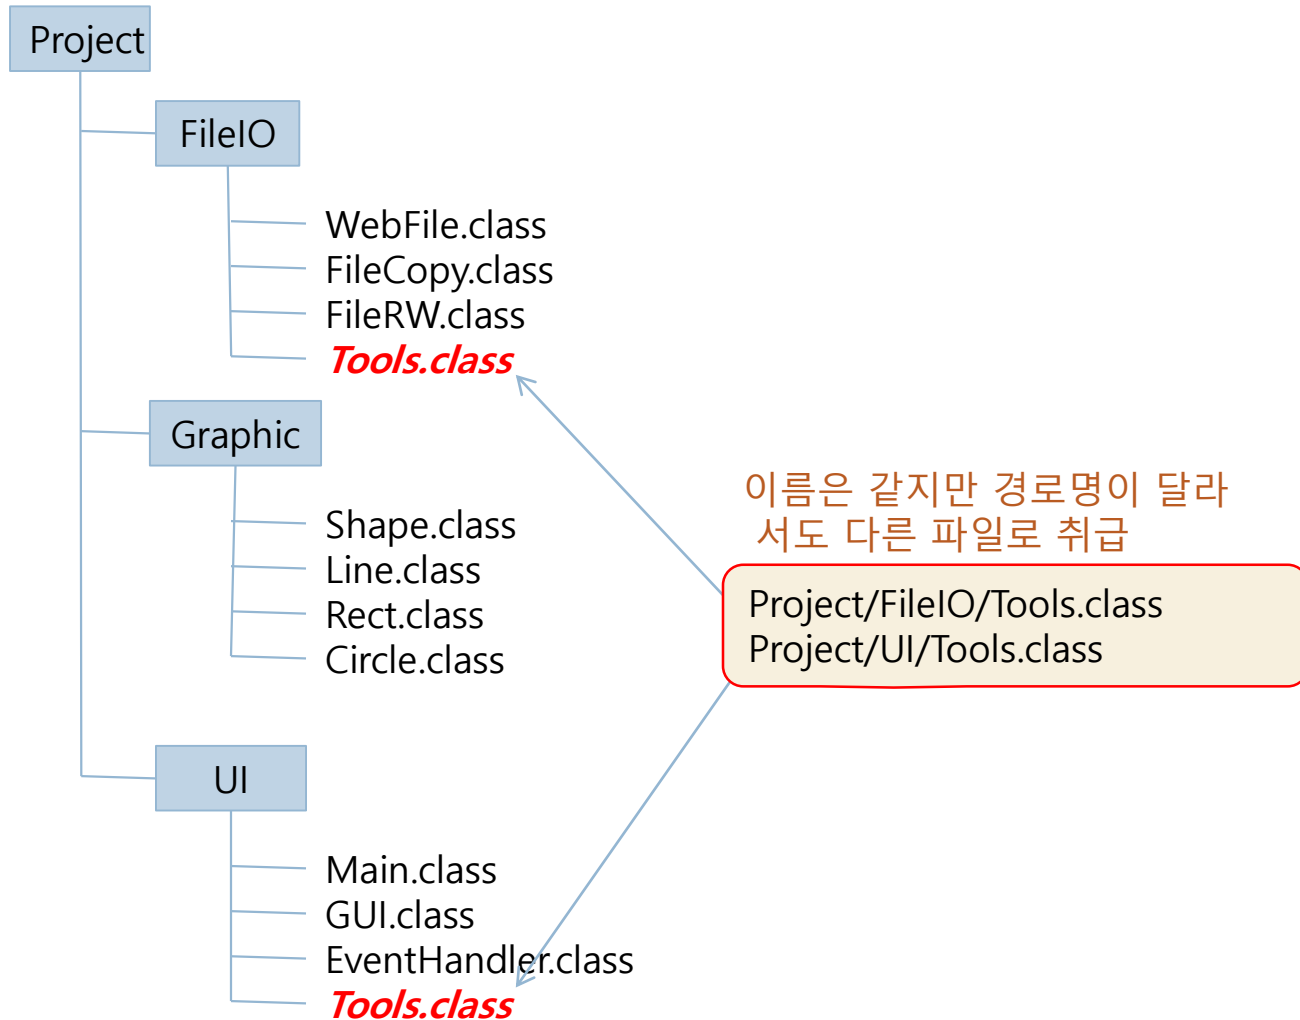 Project
FileIO
WebFile.class
FileCopy.class
FileRW.class
Tools.class
Graphic
Shape.class
Line.class
Rect.class
Circle.class
이름은 같지만 경로명이 달라
서도 다른 파일로 취급
Project/FileIO/Tools.class
Project/UI/Tools.class
UI
Main.class
GUI.class
EventHandler.class
Tools.class